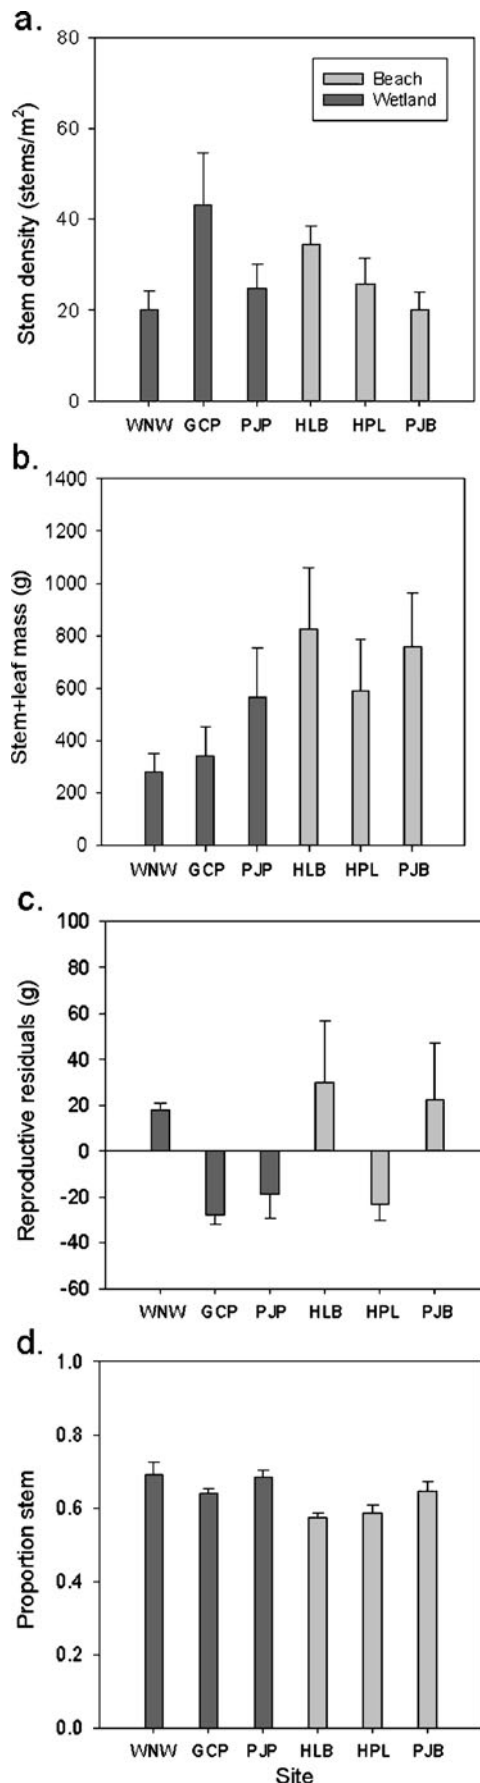 a.
Stem density (stems/m²)
80
60
40
20
0
Beach
Wetland
WNW GCP PJP HLB HPL PJB
b.
Stem+leaf mass (g)
1400
1200
1000
800
600
400
200
0
WNW GCP PJP HLB HPL PJB
c.
Reproductive residuals (g)
100
80
60
40
20
0
-20
-40
-60
WNW GCP PJP HLB HPL PJB
d.
Proportion stem
1.0
0.8
0.6
0.4
0.2
0.0
WNW GCP PJP HLB HPL PJB
Site